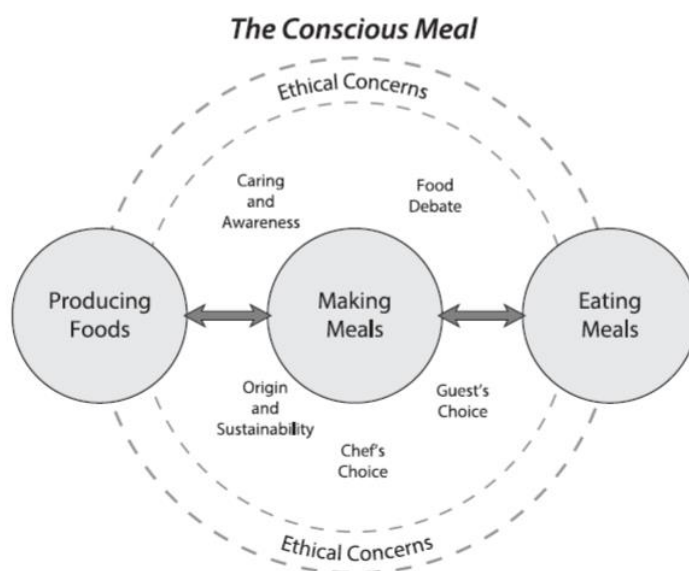 The Conscious Meal
Ethical Concerns
Caring
and
Awareness
Food
Debate
Producing
Foods
Making
Meals
Eating
Meals
Origin
and
Sustainability
Guest's
Choice
Chef's
Choice
Ethical Concerns